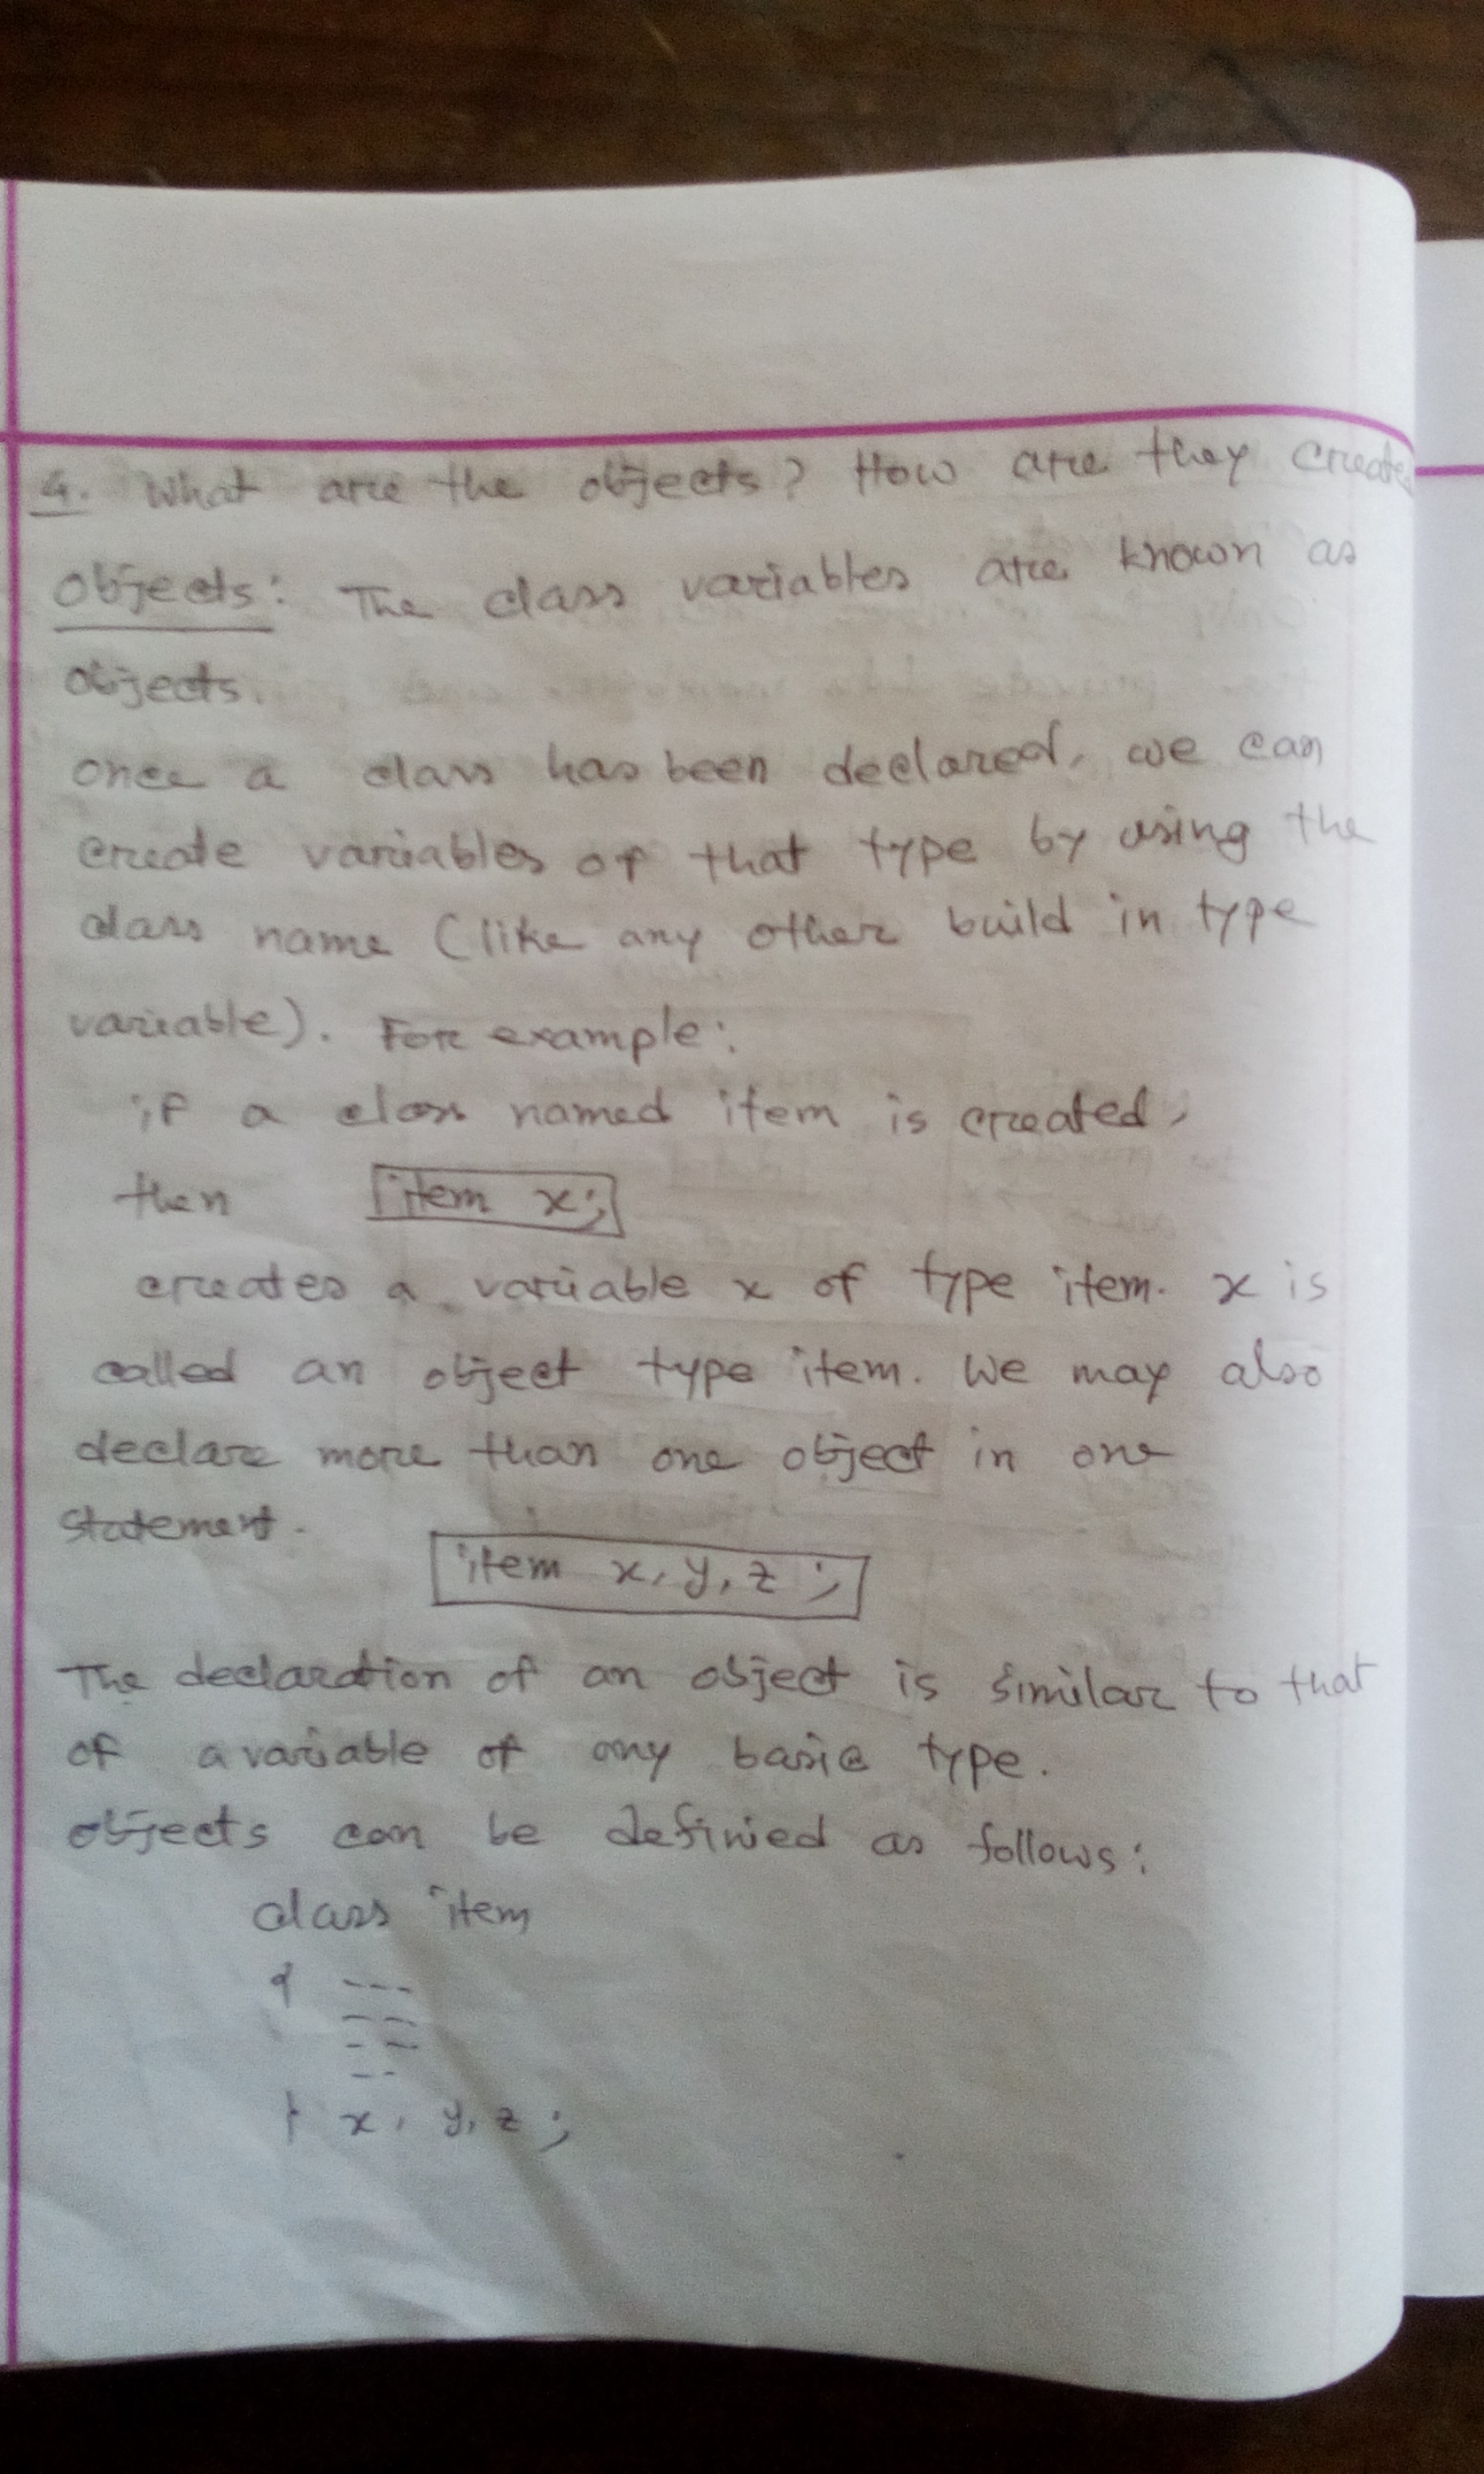 4. What are the objects? How are they create
Objects: The class variables are known as
objects.
once a class has been declared, we can
create variables of that type by using the
class name (like any other build in type
variable). For example:
if a class named item is created,
then item x;
creates a variable x of type item. x is
called an object type item. We may also
declare more than one object in one
statement.
item x, y, z ;
The declaration of an object is similar to that
of a variable of any basic type.
objects can be definied as follows:
class item
{ ---
-- --
- --
--
} x, y, z ;